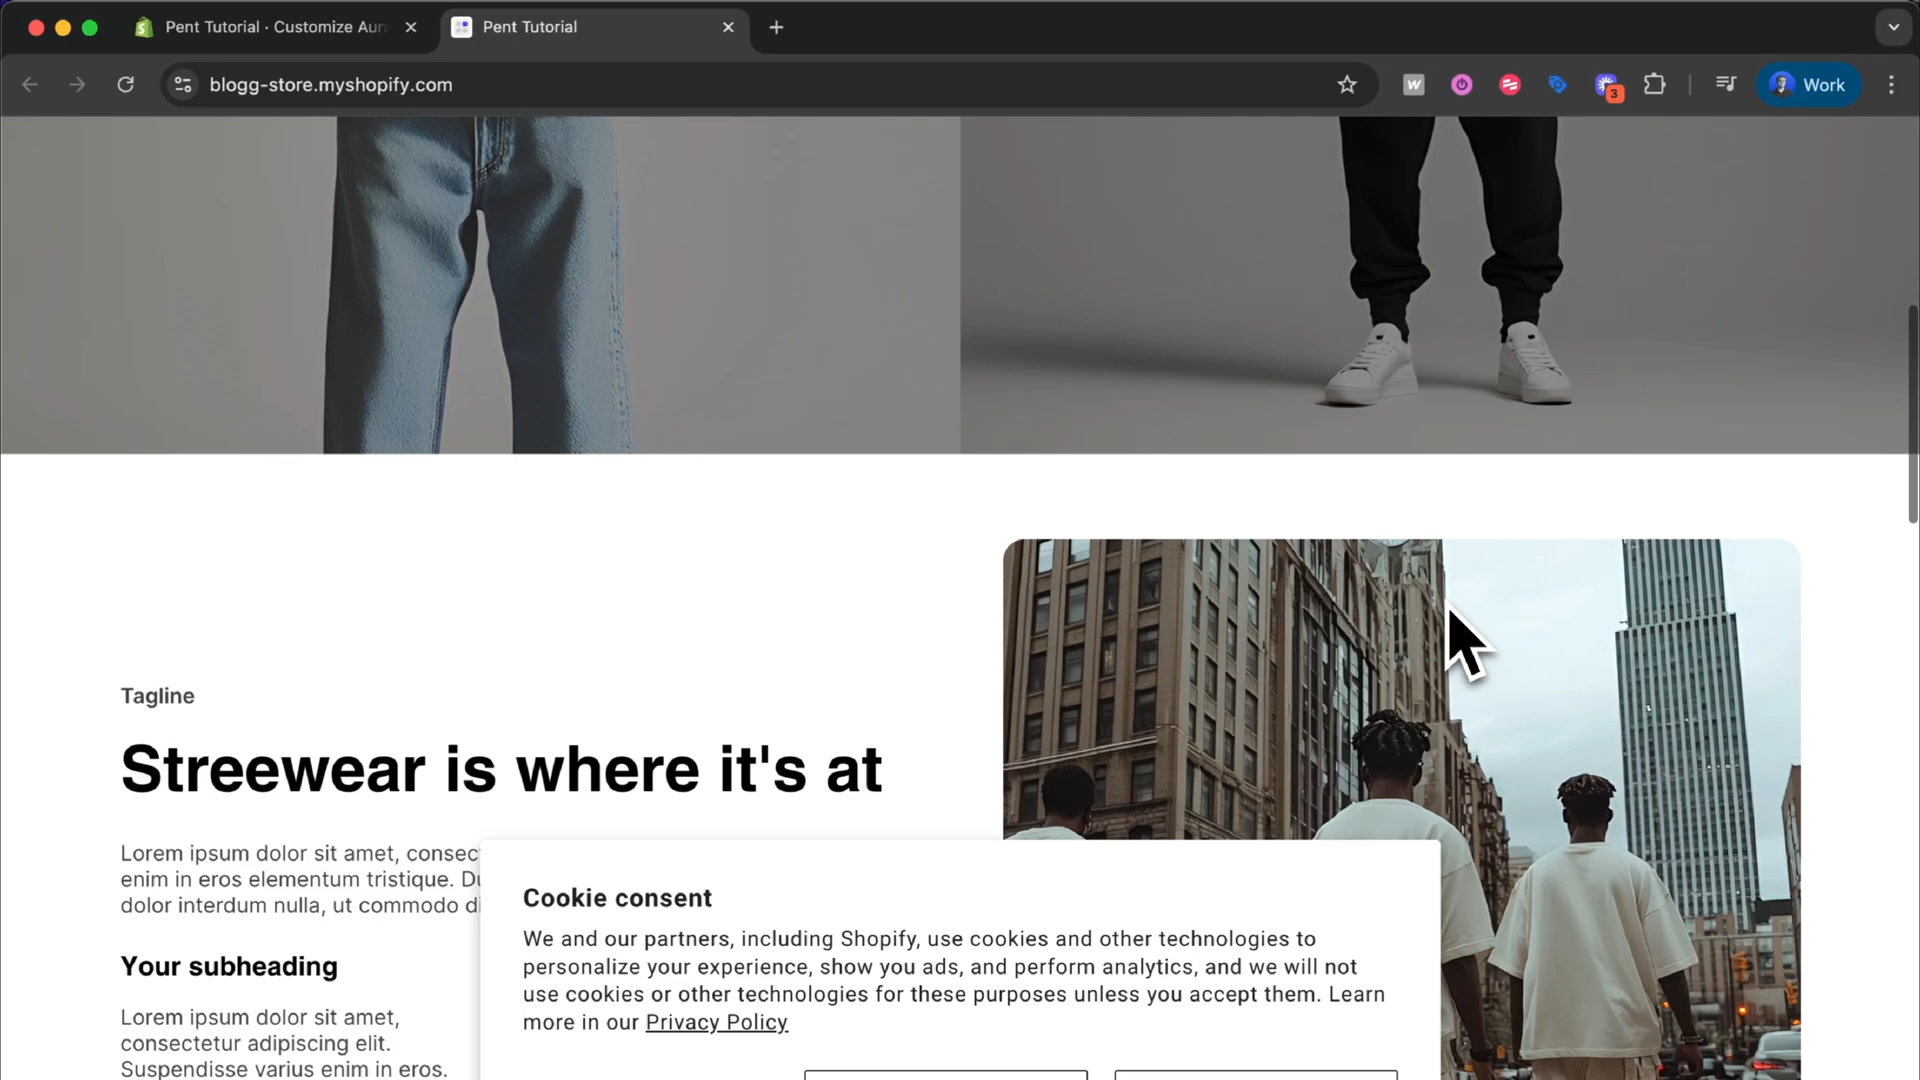 Pent Tutorial · Customize Aura
Pent Tutorial
blogg-store.myshopify.com
W
3
Work
Tagline
Streewear is where it's at
Lorem ipsum dolor sit amet, consec
enim in eros elementum tristique. Du
dolor interdum nulla, ut commodo di
Your subheading
Lorem ipsum dolor sit amet,
consectetur adipiscing elit.
Suspendisse varius enim in eros.
Cookie consent
We and our partners, including Shopify, use cookies and other technologies to
personalize your experience, show you ads, and perform analytics, and we will not
use cookies or other technologies for these purposes unless you accept them. Learn
more in our Privacy Policy